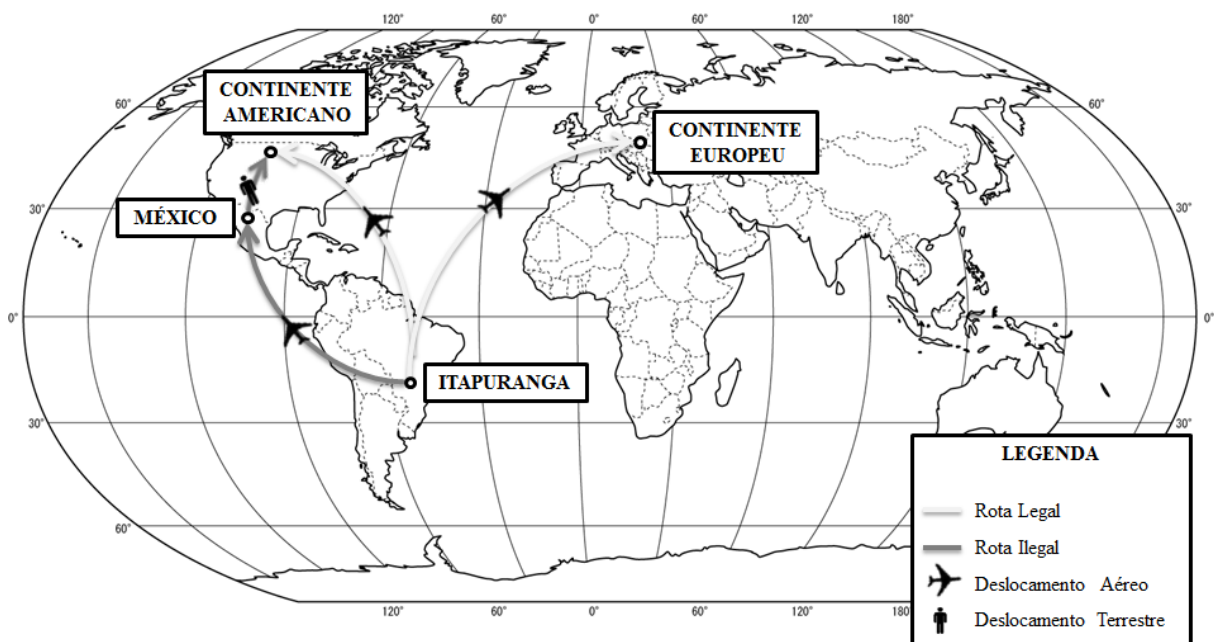 120°
60°
0°
60°
120°
180°
CONTINENTE
AMERICANO
60°
60°
CONTINENTE
EUROPEU
MÉXICO
30°
30°
0°
0°
ITAPURANGA
30°
30°
LEGENDA
Rota Legal
Rota Ilegal
Deslocamento Aéreo
Deslocamento Terrestre
60°
120°
60°
0°
60°
120°
180°